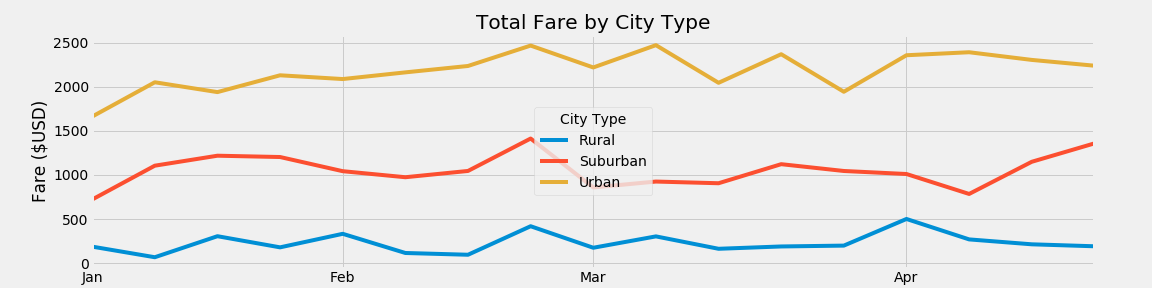 Total Fare by City Type
Fare ($USD)
2500
2000
1500
1000
500
0
City Type
Rural
Suburban
Urban
Jan
Feb
Mar
Apr